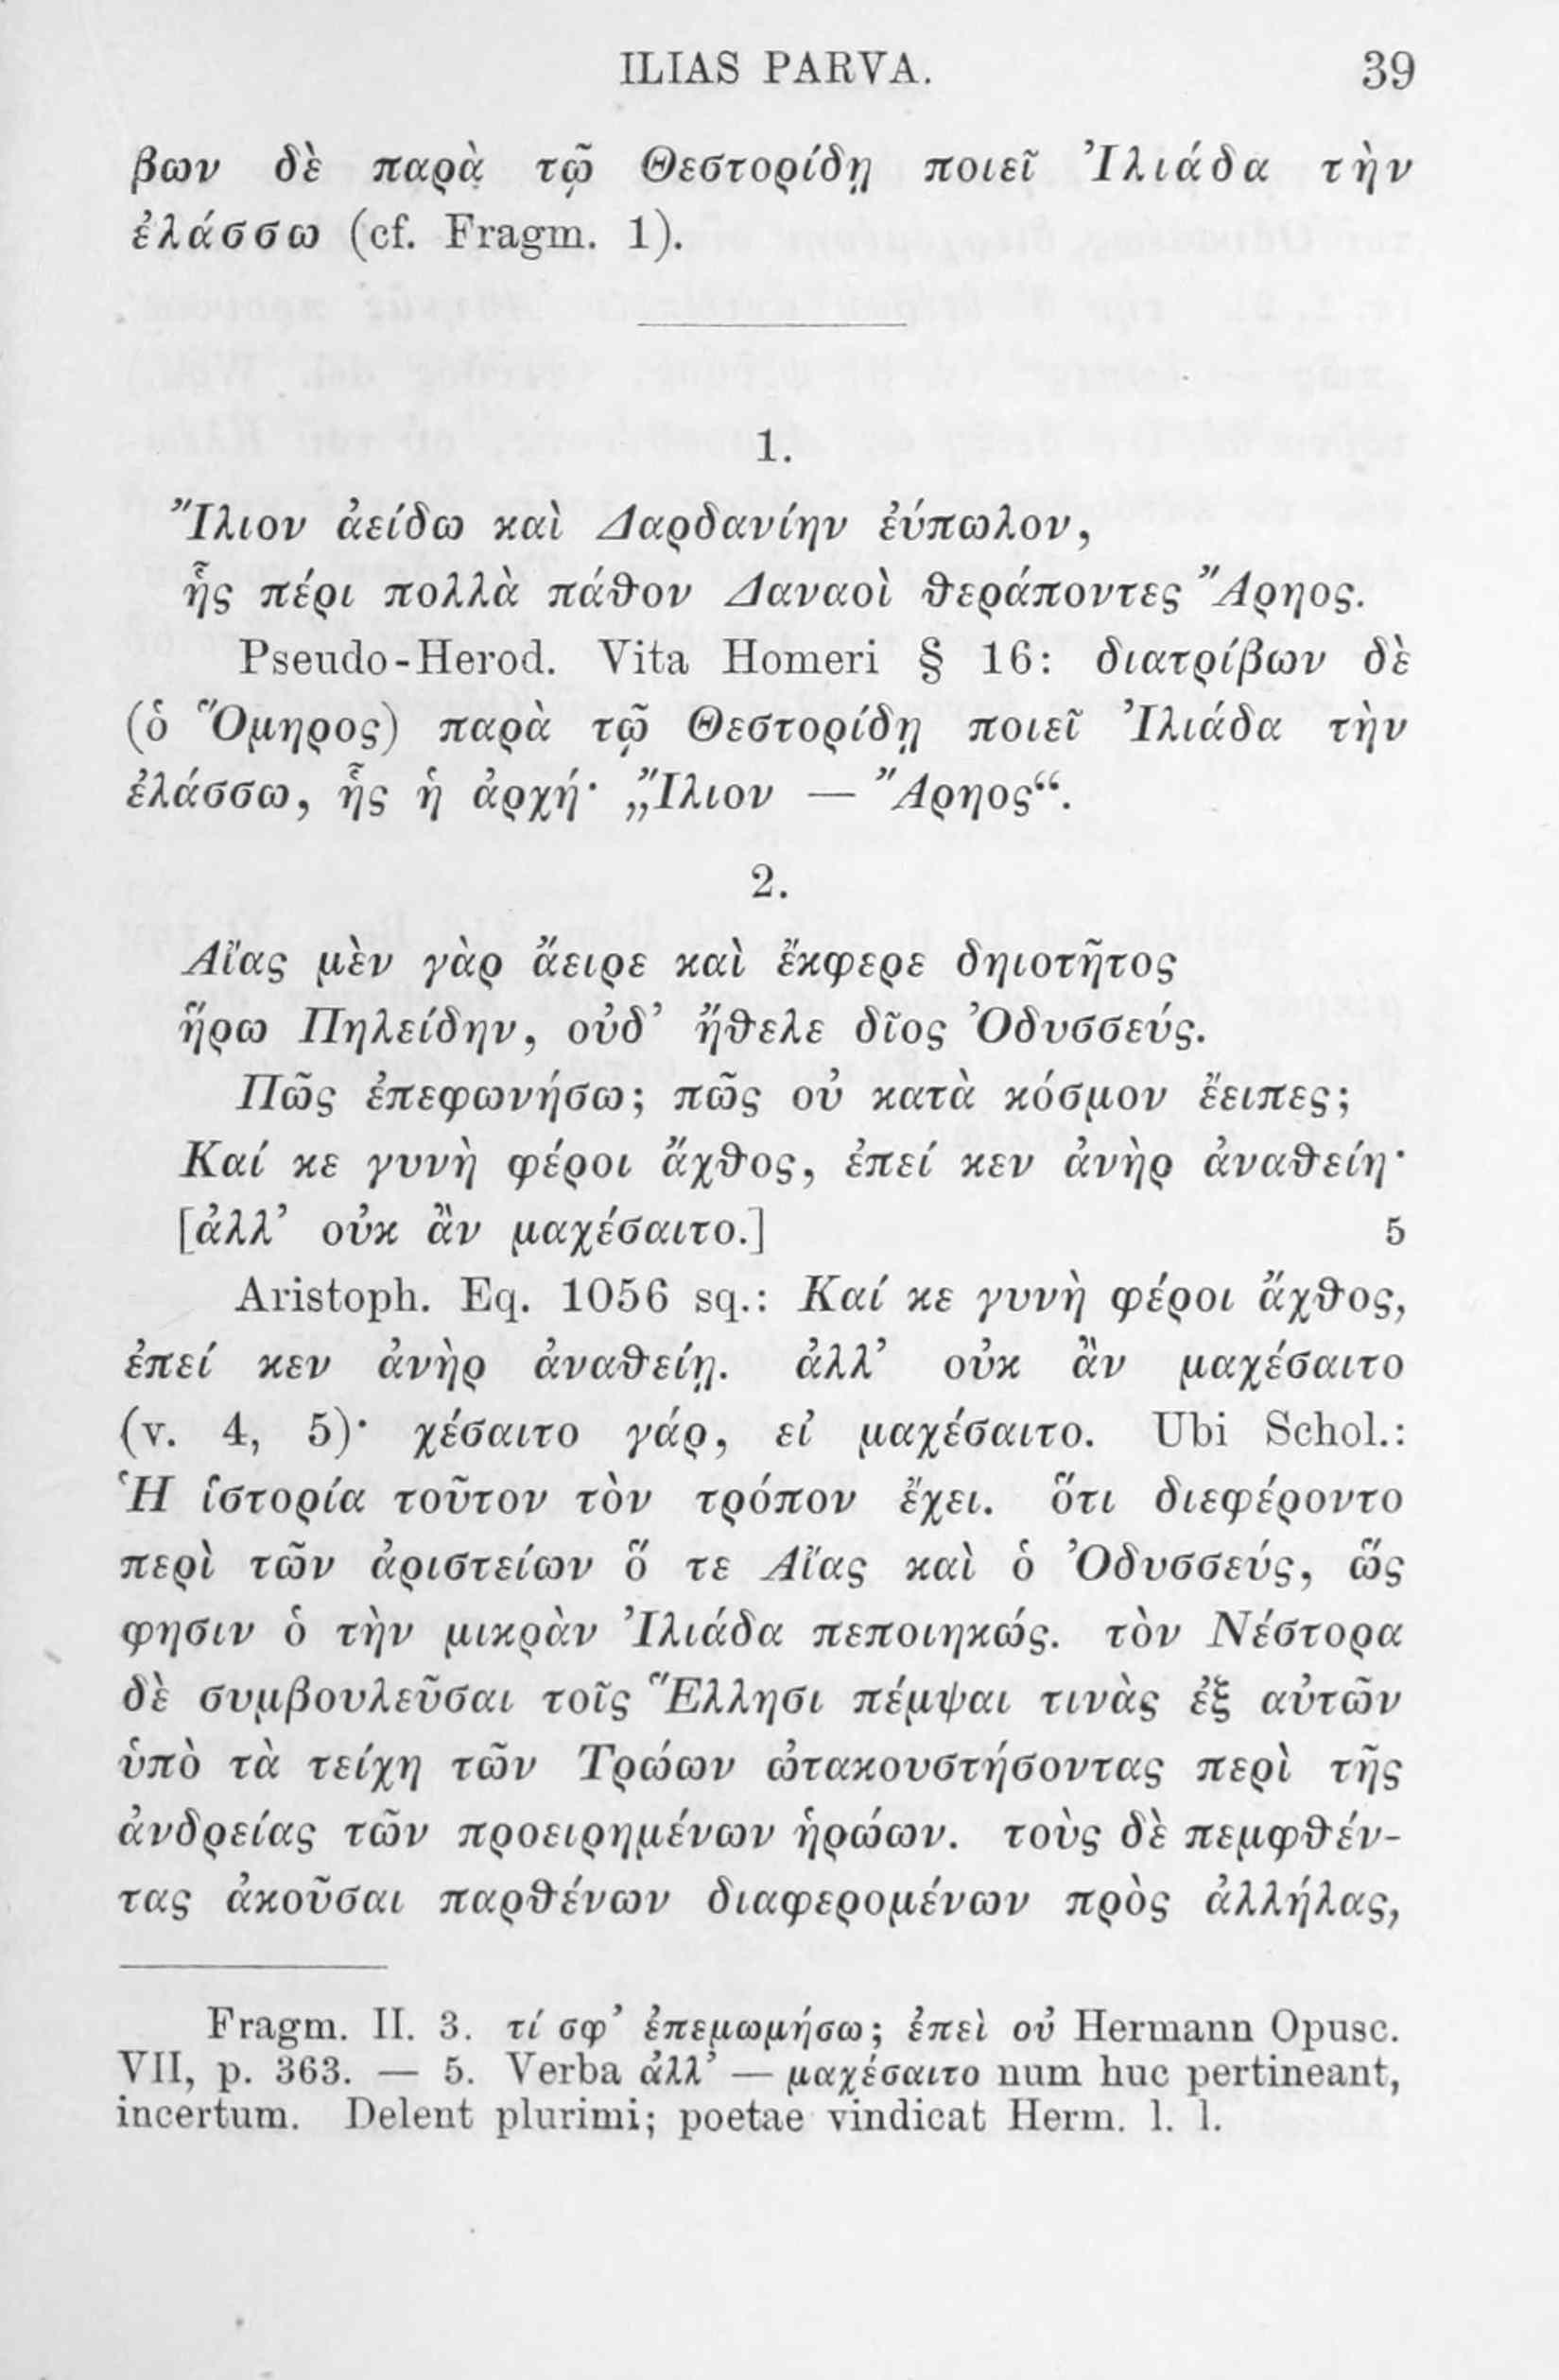 ILIAS PARVA. 39
βων δὲ παρὰ τῷ Θεστορίδῃ ποιεῖ Ἰλιάδα τὴν
ἐλάσσω (cf. Fragm. 1).
1.
Ἴλιον ἀείδω καὶ Δαρδανίην ἐύπωλον,
ἧς πέρι πολλὰ πάθον Δαναοὶ θεράποντες Ἄρηος.
Pseudo-Herod. Vita Homeri § 16: διατρίβων δὲ
(ὁ Ὅμηρος) παρὰ τῷ Θεστορίδῃ ποιεῖ Ἰλιάδα τὴν
ἐλάσσω, ἧς ἡ ἀρχή· „Ἴλιον — Ἄρηος“.
2.
Αἴας μὲν γὰρ ἄειρε καὶ ἔκφερε δηιοτῆτος
ἥρω Πηλείδην, οὐδ’ ἤθελε δῖος Ὀδυσσεύς.
Πῶς ἐπεφωνήσω; πῶς οὐ κατὰ κόσμον ἔειπες;
Καί κε γυνὴ φέροι ἄχθος, ἐπεί κεν ἀνὴρ ἀναθείη·
[ἀλλ’ οὐκ ἂν μαχέσαιτο.] 5
Aristoph. Eq. 1056 sq.: Καί κε γυνὴ φέροι ἄχθος,
ἐπεί κεν ἀνὴρ ἀναθείῃ. ἀλλ’ οὐκ ἂν μαχέσαιτο
(v. 4, 5)· χέσαιτο γάρ, εἰ μαχέσαιτο. Ubi Schol.:
Ἡ ἱστορία τοῦτον τὸν τρόπον ἔχει. ὅτι διεφέροντο
περὶ τῶν ἀριστείων ὅ τε Αἴας καὶ ὁ Ὀδυσσεύς, ὥς
φησιν ὁ τὴν μικρὰν Ἰλιάδα πεποιηκώς. τὸν Νέστορα
δὲ συμβουλεῦσαι τοῖς Ἕλλησι πέμψαι τινὰς ἐξ αὐτῶν
ὑπὸ τὰ τείχη τῶν Τρώων ὠτακουστήσοντας περὶ τῆς
ἀνδρείας τῶν προειρημένων ἡρώων. τοὺς δὲ πεμφθέν-
τας ἀκοῦσαι παρθένων διαφερομένων πρὸς ἀλλήλας,
Fragm. II. 3. τί σφ’ ἐπεμωμήσω; ἐπεὶ οὐ Hermann Opusc.
VII, p. 363. — 5. Verba ἀλλ’ — μαχέσαιτο num huc pertineant,
incertum. Delent plurimi; poetae vindicat Herm. l. l.